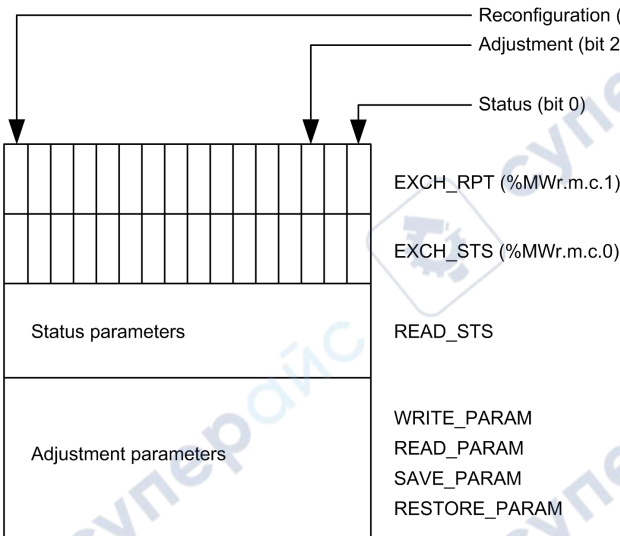 Reconfiguration (
Adjustment (bit 2
Status (bit 0)
EXCH_RPT (%MWr.m.c.1)
EXCH_STS (%MWr.m.c.0)
Status parameters
READ_STS
WRITE_PARAM
Adjustment parameters
READ_PARAM
SAVE_PARAM
RESTORE_PARAM
суперайс